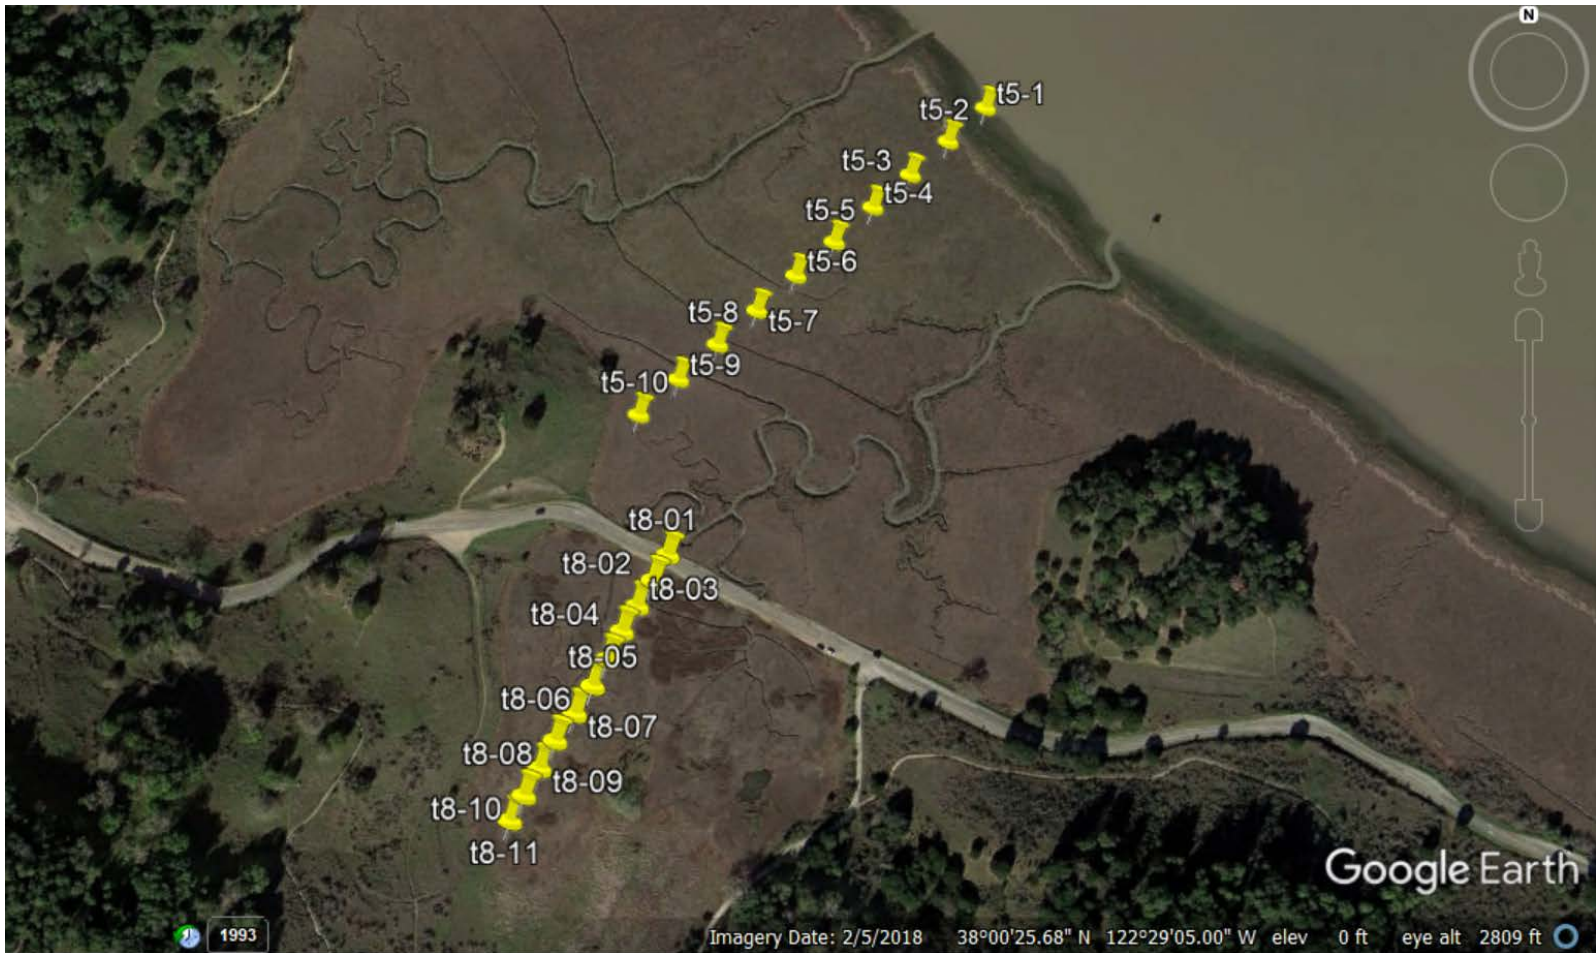 N
t5-1
t5-2
t5-3
t5-4
t5-5
t5-6
t5-8
t5-7
t5-9
t5-10
t8-01
t8-02
t8-03
t8-04
t8-05
t8-06
t8-07
t8-08
t8-09
t8-10
t8-11
Google Earth
1993
Imagery Date: 2/5/2018 38°00'25.68" N 122°29'05.00" W elev 0 ft eye alt 2809 ft